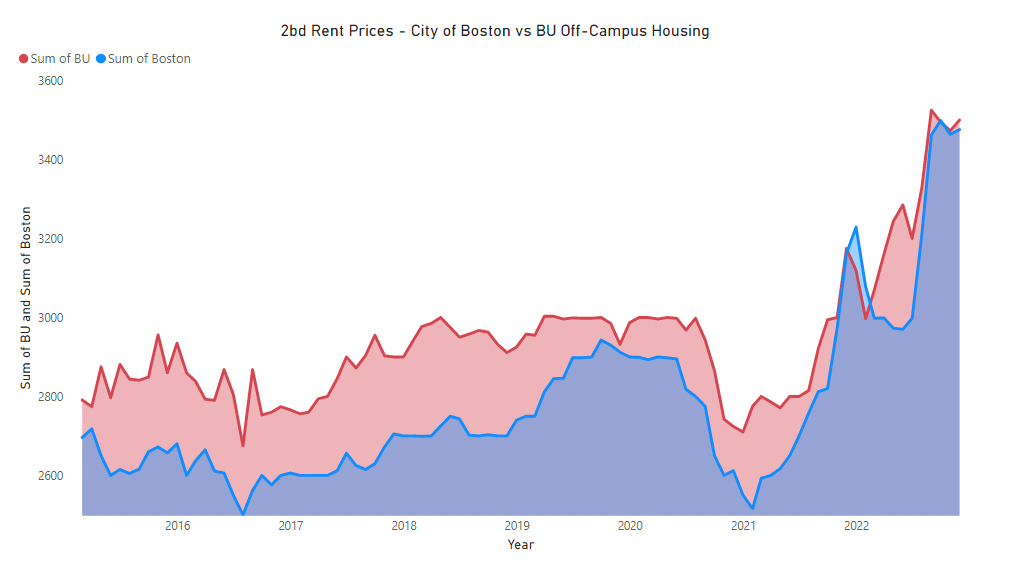 2bd Rent Prices - City of Boston vs BU Off-Campus Housing
Sum of BU Sum of Boston
3600
3400
3200
3000
2800
2600
Sum of BU and Sum of Boston
2016 2017 2018 2019 2020 2021 2022
Year